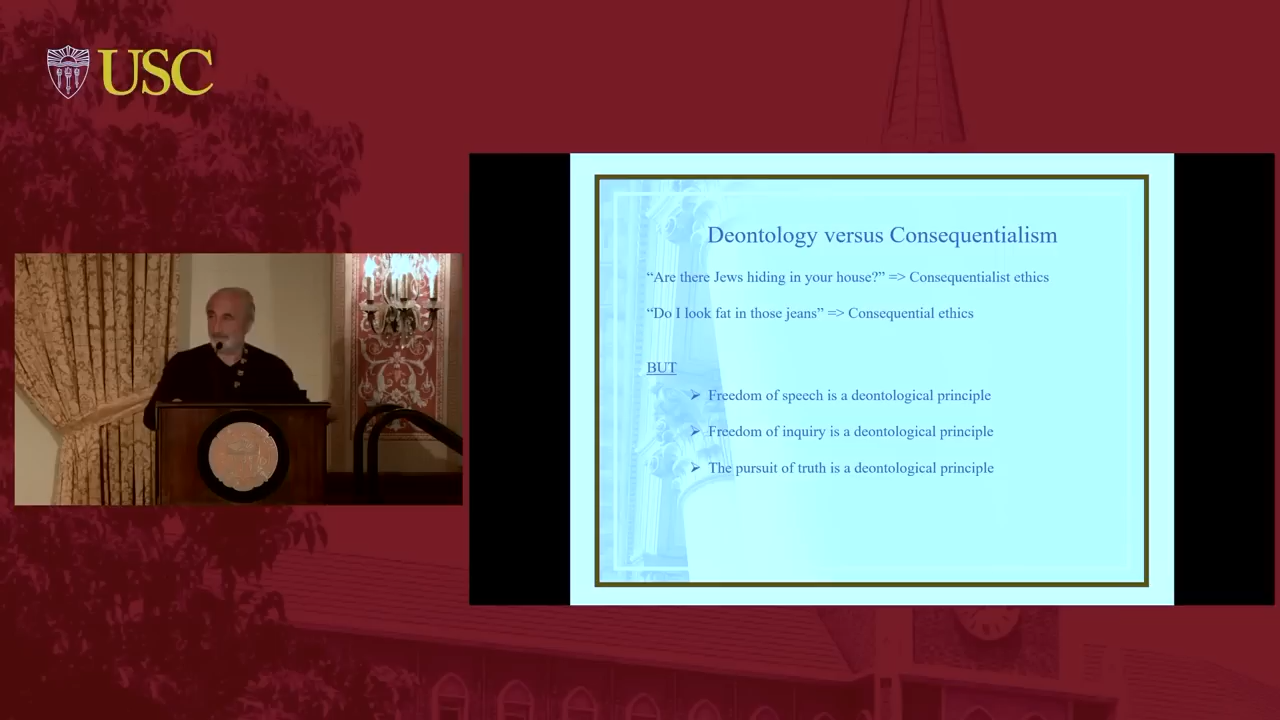 USC
Deontology versus Consequentialism
“Are there Jews hiding in your house?” => Consequentialist ethics
“Do I look fat in those jeans” => Consequential ethics
BUT
➢ Freedom of speech is a deontological principle
➢ Freedom of inquiry is a deontological principle
➢ The pursuit of truth is a deontological principle